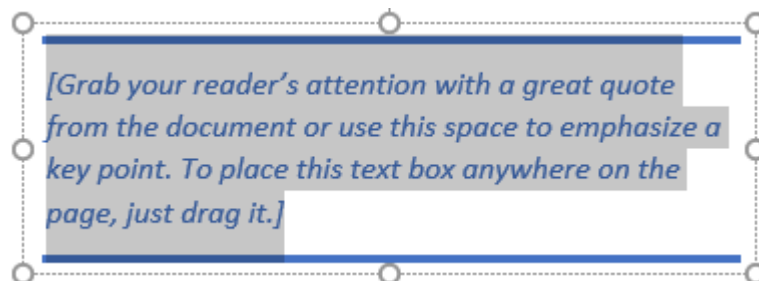 [Grab your reader’s attention with a great quote
from the document or use this space to emphasize a
key point. To place this text box anywhere on the
page, just drag it.]